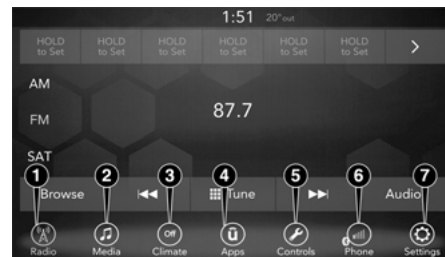 1:51 20°out
HOLD to Set HOLD to Set HOLD to Set HOLD to Set HOLD to Set HOLD to Set >
AM
87.7
FM
SAT
1 2 3 4 5 6 7
Browse Tune Audio
Off ū
Radio Media Climate Apps Controls Phone Settings